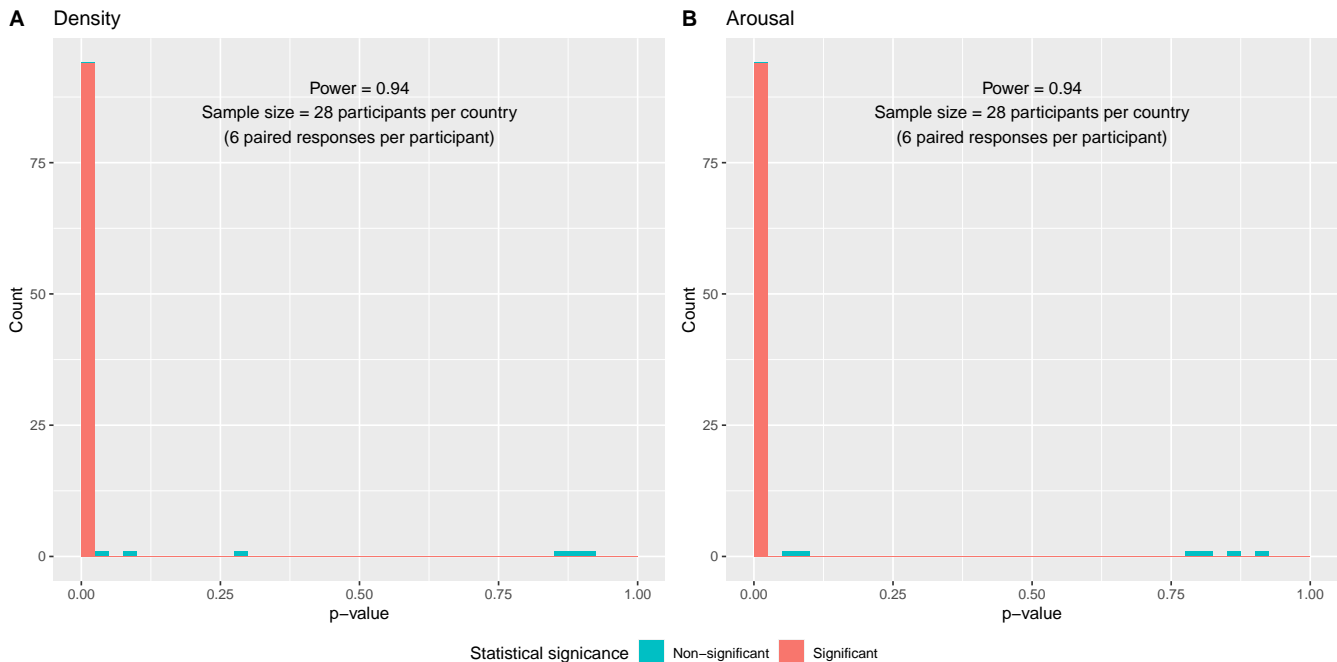 A Density
Power = 0.94
Sample size = 28 participants per country
(6 paired responses per participant)
Count
75
50
25
0
0.00 0.25 0.50 0.75 1.00
p−value
B Arousal
Power = 0.94
Sample size = 28 participants per country
(6 paired responses per participant)
Count
75
50
25
0
0.00 0.25 0.50 0.75 1.00
p−value
Statistical signicance Non−significant Significant